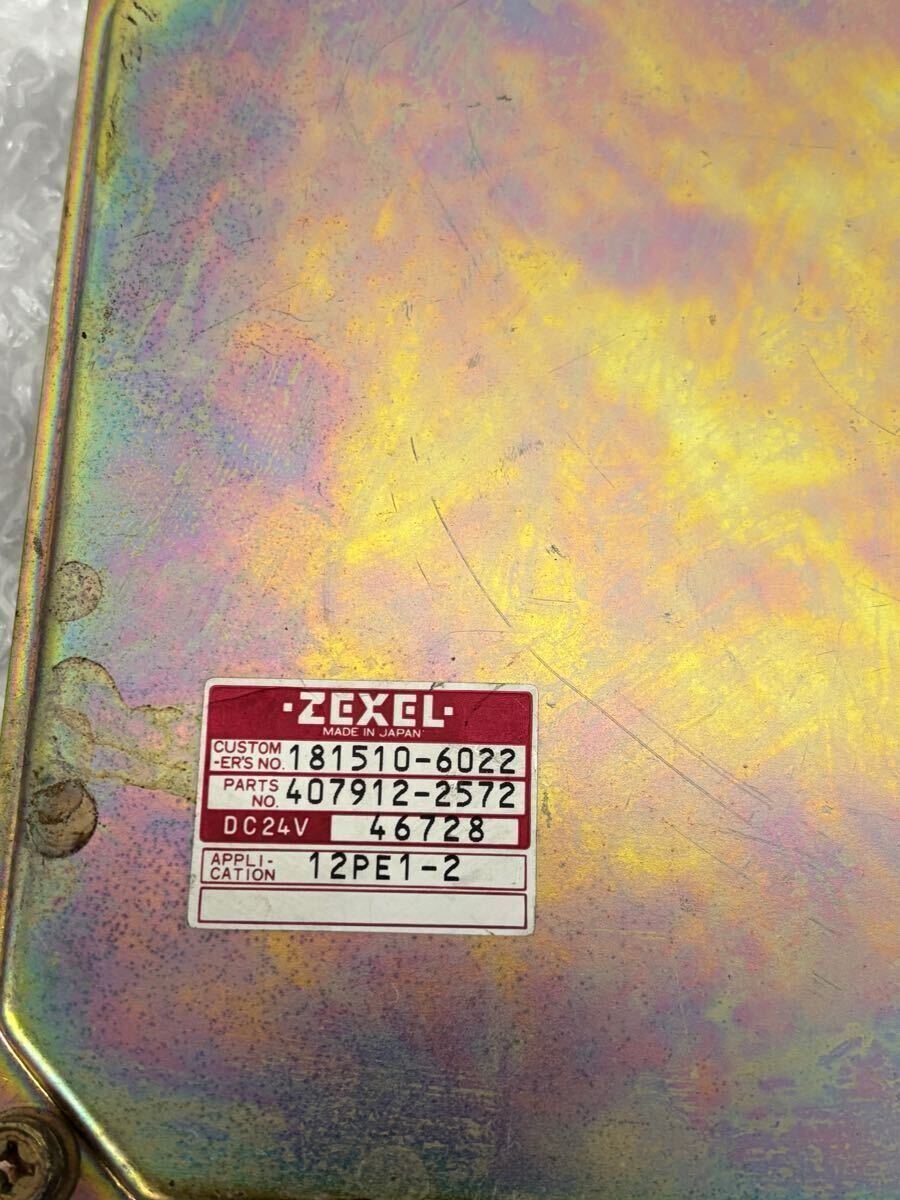 ·ZEXEL·
MADE IN JAPAN
CUSTOM
-ER'S NO. 181510-6022
PARTS
NO. 407912-2572
DC24V 46728
APPLI-
CATION 12PE1-2